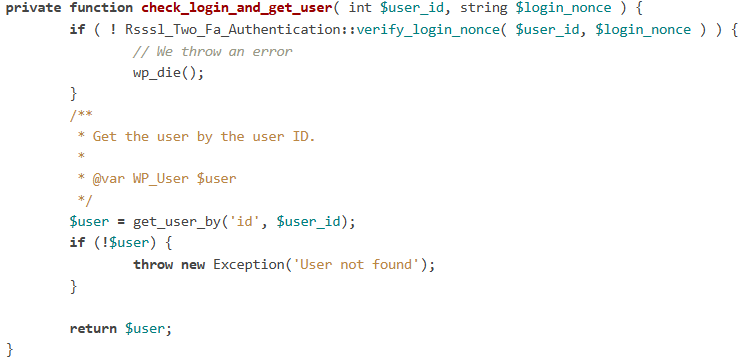 private function check_login_and_get_user( int $user_id, string $login_nonce ) {
if ( ! Rsssl_Two_Fa_Authentication::verify_login_nonce( $user_id, $login_nonce ) ) {
// We throw an error
wp_die();
}
/**
* Get the user by the user ID.
*
* @var WP_User $user
*/
$user = get_user_by('id', $user_id);
if (!$user) {
throw new Exception('User not found');
}
return $user;
}